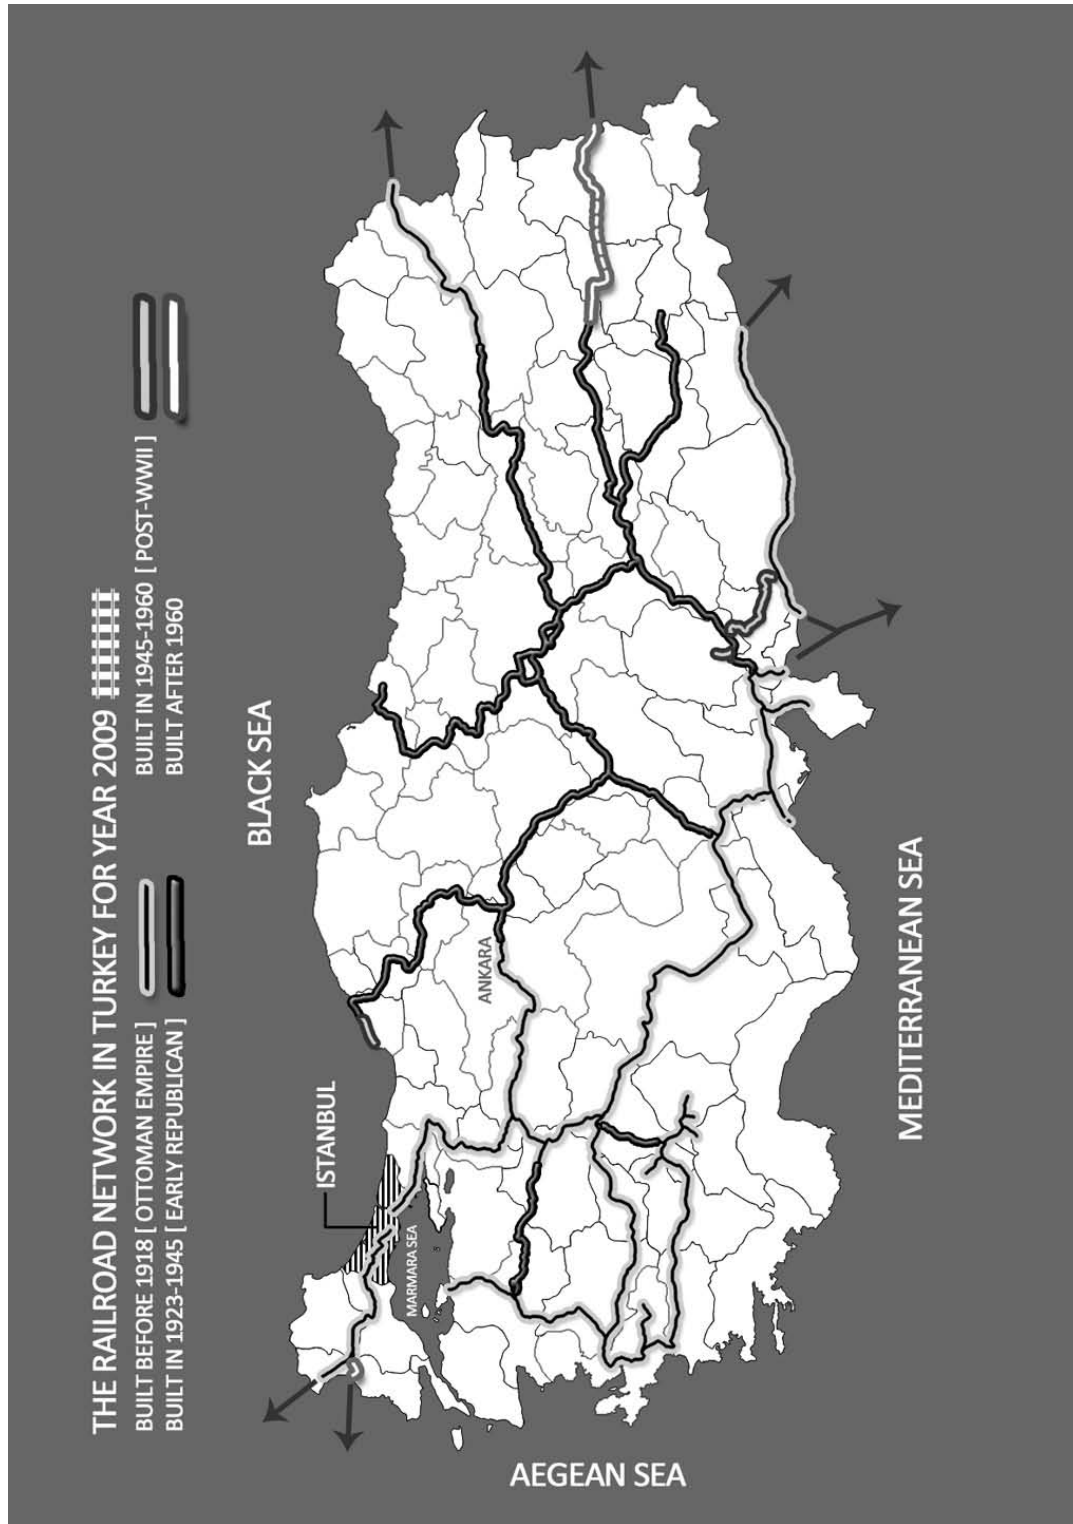 THE RAILROAD NETWORK IN TURKEY FOR YEAR 2009
BUILT BEFORE 1918 [ OTTOMAN EMPIRE ]
BUILT IN 1923-1945 [ EARLY REPUBLICAN ]
BUILT IN 1945-1960 [ POST-WWII ]
BUILT AFTER 1960
BLACK SEA
ISTANBUL
MARMARA SEA
ANKARA
AEGEAN SEA
MEDITERRANEAN SEA